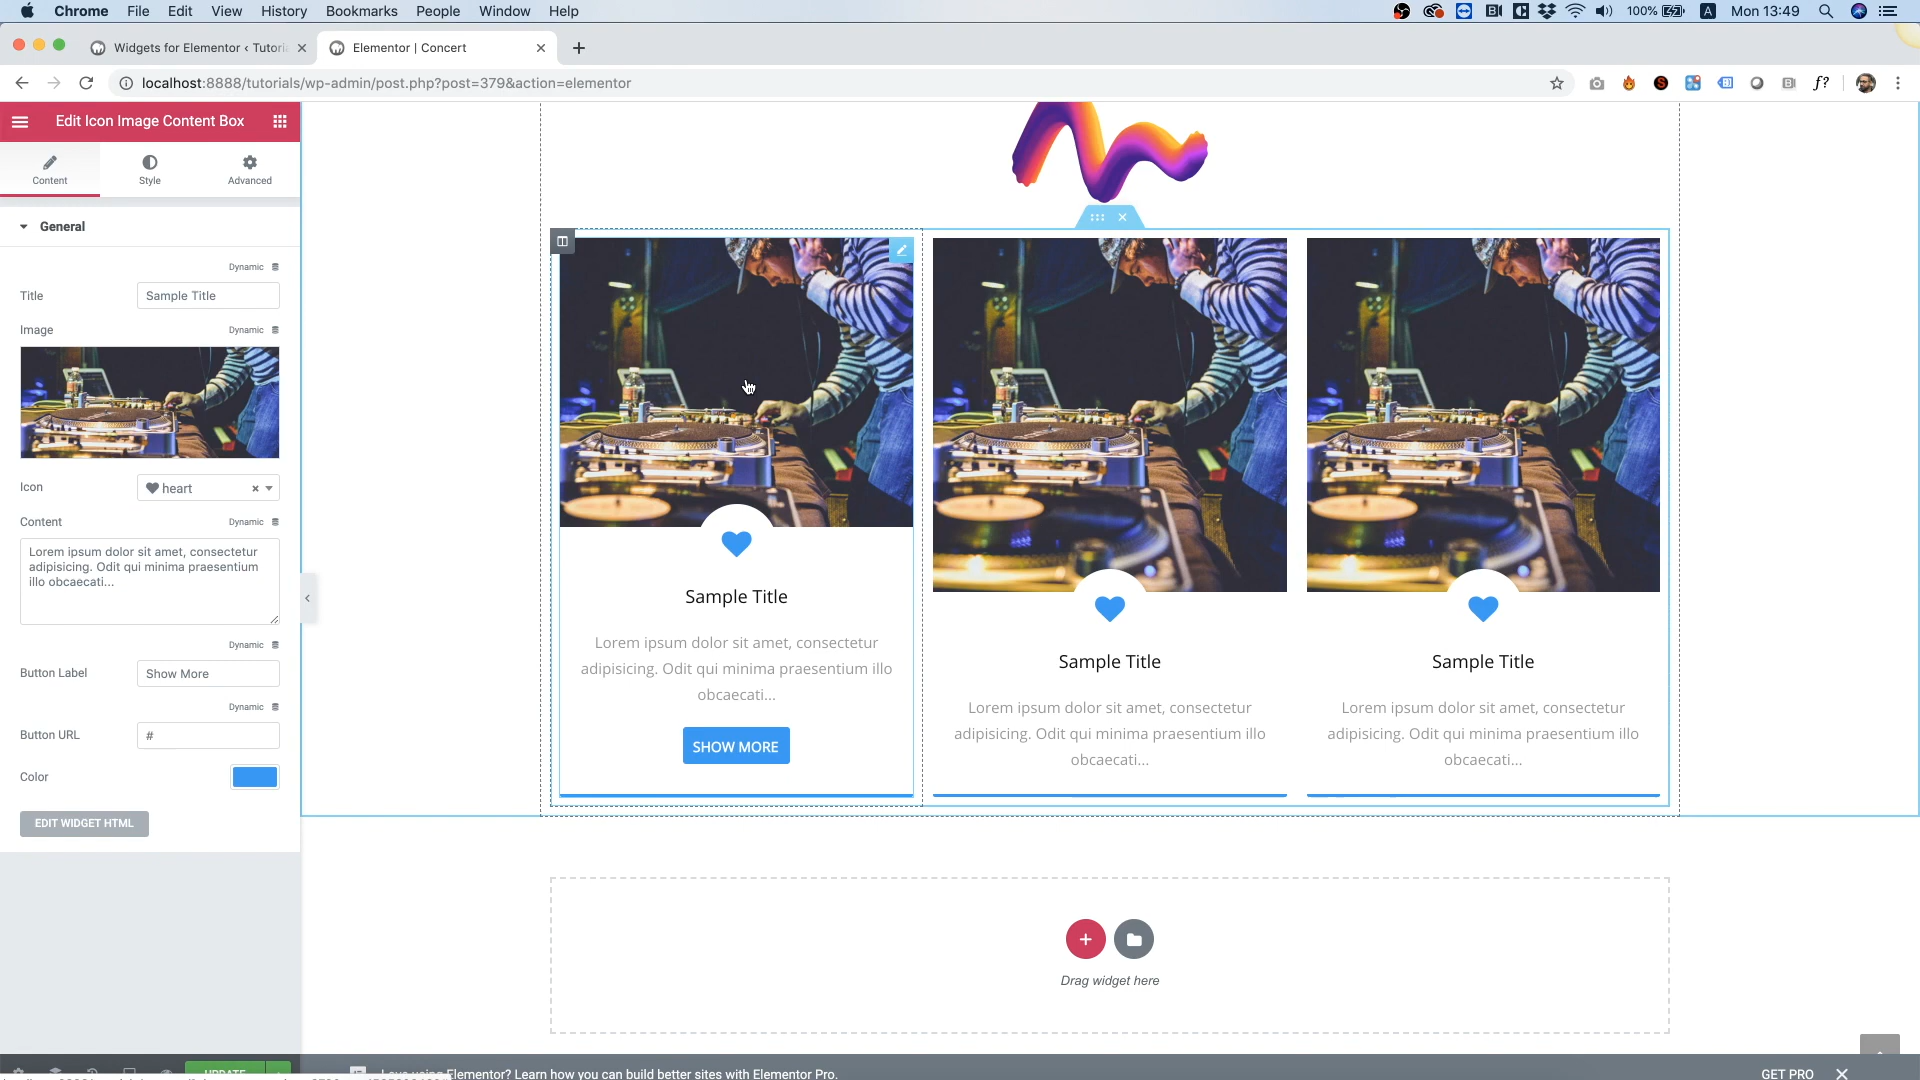 Chrome File Edit View History Bookmarks People Window Help
100% A Mon 13:49
Widgets for Elementor ‹ Tutori
Elementor | Concert
localhost:8888/tutorials/wp-admin/post.php?post=379&action=elementor
f?
Edit Icon Image Content Box
Content
Style
Advanced
General
Dynamic
Title
Sample Title
Image
Dynamic
Icon
heart
Content
Dynamic
Lorem ipsum dolor sit amet, consectetur
adipisicing. Odit qui minima praesentium
illo obcaecati...
Dynamic
Button Label
Show More
Dynamic
Button URL
#
Color
EDIT WIDGET HTML
UPDATE
Sample Title
Lorem ipsum dolor sit amet, consectetur
adipisicing. Odit qui minima praesentium illo
obcaecati...
SHOW MORE
Sample Title
Lorem ipsum dolor sit amet, consectetur
adipisicing. Odit qui minima praesentium illo
obcaecati...
Sample Title
Lorem ipsum dolor sit amet, consectetur
adipisicing. Odit qui minima praesentium illo
obcaecati...
Drag widget here
Love using Elementor? Learn how you can build better sites with Elementor Pro.
GET PRO